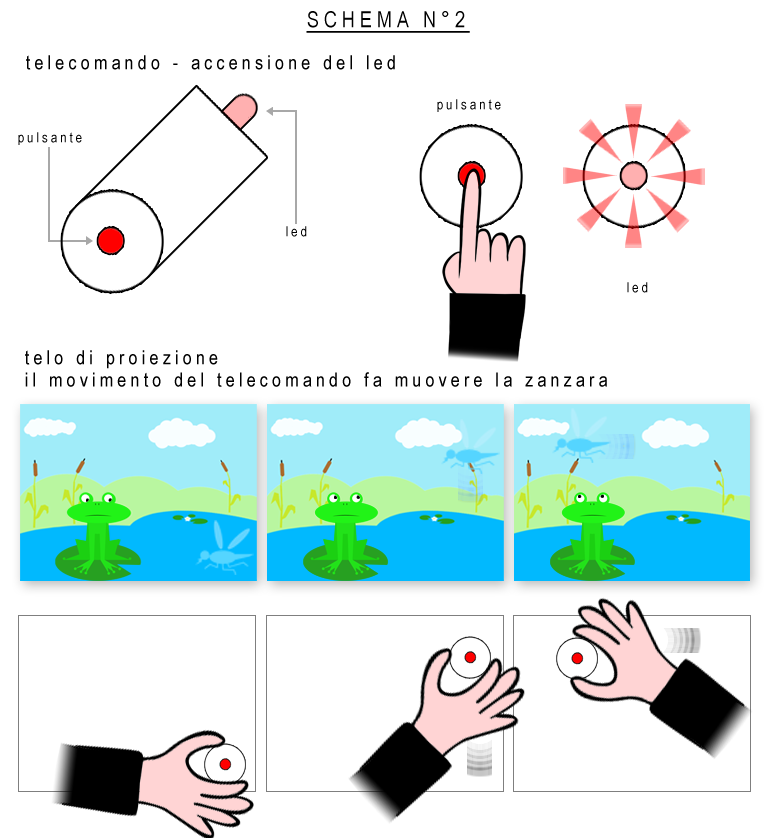 SCHEMA N°2
telecomando - accensione del led
pulsante
led
pulsante
led
telo di proiezione
il movimento del telecomando fa muovere la zanzara